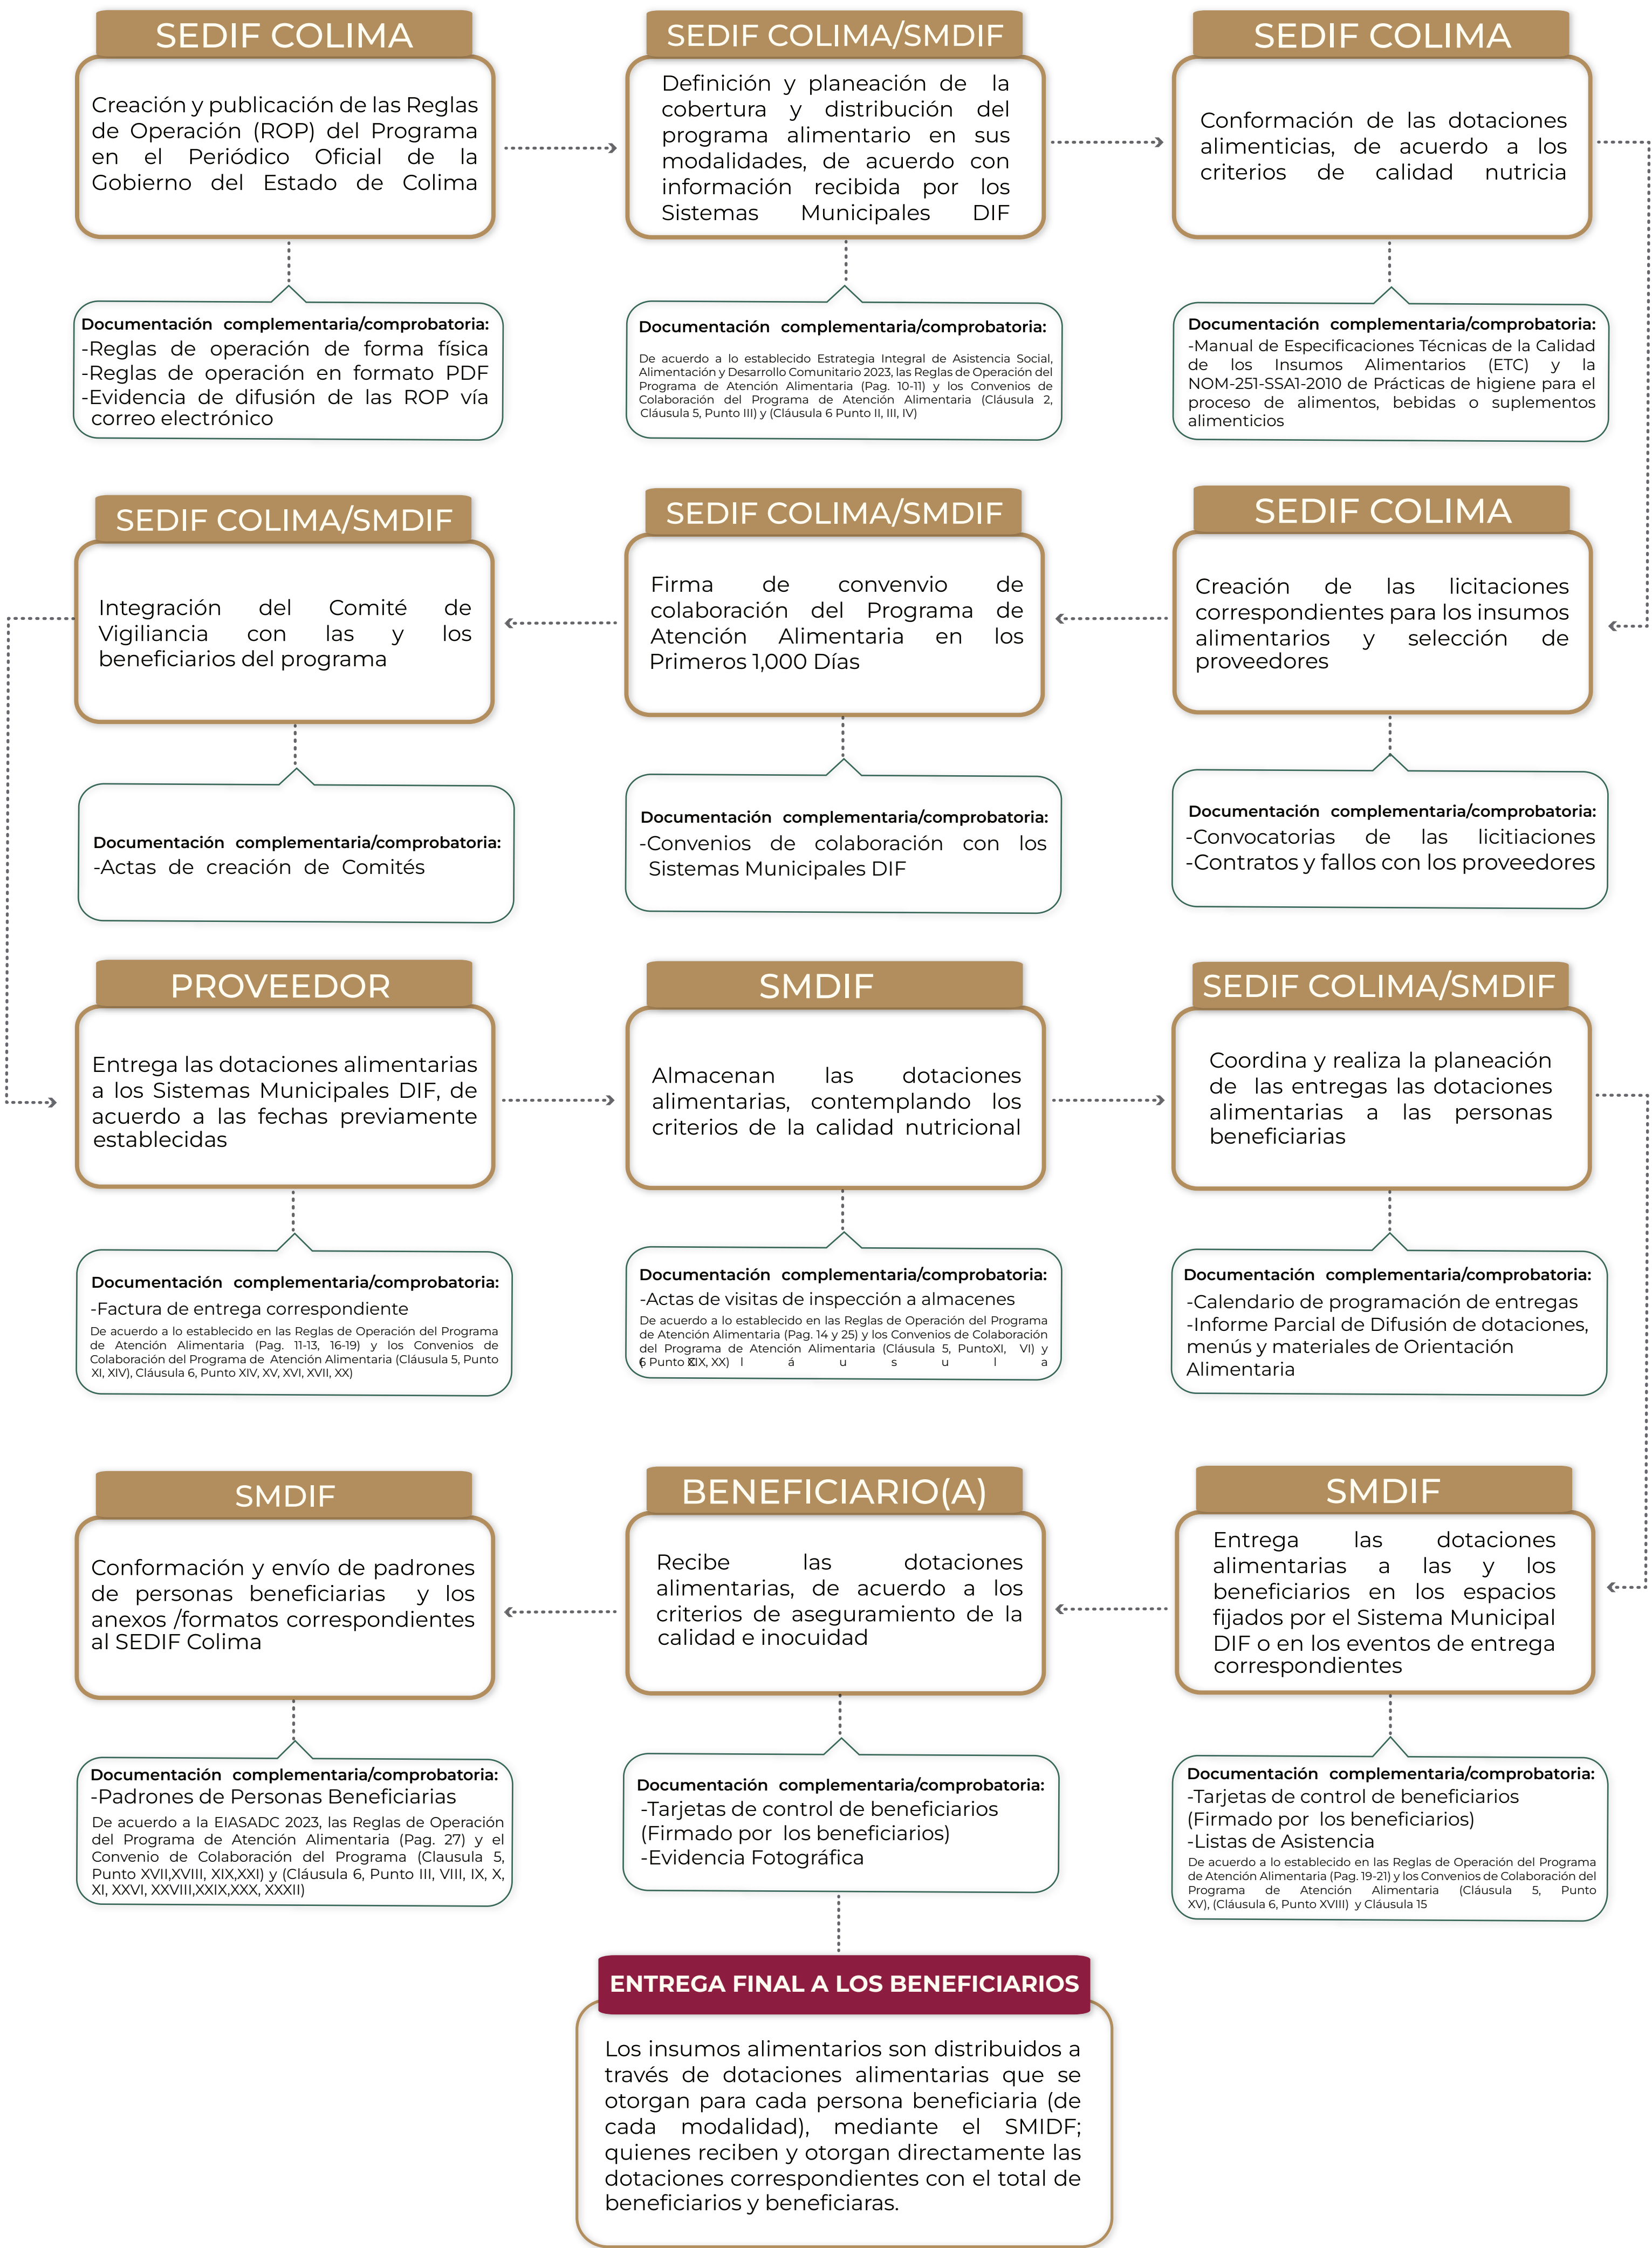 SEDIF COLIMA
Creación y publicación de las Reglas
de Operación (ROP) del Programa
en el Periódico Oficial de la
Gobierno del Estado de Colima
Documentación complementaria/comprobatoria:
-Reglas de operación de forma física
-Reglas de operación en formato PDF
-Evidencia de difusión de las ROP vía
correo electrónico
SEDIF COLIMA/SMDIF
Definición y planeación de la
cobertura y distribución del
programa alimentario en sus
modalidades, de acuerdo con
información recibida por los
Sistemas Municipales DIF
Documentación complementaria/comprobatoria:
De acuerdo a lo establecido Estrategia Integral de Asistencia Social,
Alimentación y Desarrollo Comunitario 2023, las Reglas de Operación del
Programa de Atención Alimentaria (Pag. 10-11) y los Convenios de
Colaboración del Programa de Atención Alimentaria (Cláusula 2,
Cláusula 5, Punto III) y (Cláusula 6 Punto II, III, IV)
SEDIF COLIMA
Conformación de las dotaciones
alimenticias, de acuerdo a los
criterios de calidad nutricia
Documentación complementaria/comprobatoria:
-Manual de Especificaciones Técnicas de la Calidad
de los Insumos Alimentarios (ETC) y la
NOM-251-SSA1-2010 de Prácticas de higiene para el
proceso de alimentos, bebidas o suplementos
alimenticios
SEDIF COLIMA
Creación de las licitaciones
correspondientes para los insumos
alimentarios y selección de
proveedores
Documentación complementaria/comprobatoria:
-Convocatorias de las licitiaciones
-Contratos y fallos con los proveedores
SEDIF COLIMA/SMDIF
Firma de convenvio de
colaboración del Programa de
Atención Alimentaria en los
Primeros 1,000 Días
Documentación complementaria/comprobatoria:
-Convenios de colaboración con los
Sistemas Municipales DIF
SEDIF COLIMA/SMDIF
Integración del Comité de
Vigiliancia con las y los
beneficiarios del programa
Documentación complementaria/comprobatoria:
-Actas de creación de Comités
PROVEEDOR
Entrega las dotaciones alimentarias
a los Sistemas Municipales DIF, de
acuerdo a las fechas previamente
establecidas
Documentación complementaria/comprobatoria:
-Factura de entrega correspondiente
De acuerdo a lo establecido en las Reglas de Operación del Programa
de Atención Alimentaria (Pag. 11-13, 16-19) y los Convenios de
Colaboración del Programa de Atención Alimentaria (Cláusula 5, Punto
XI, XIV), Cláusula 6, Punto XIV, XV, XVI, XVII, XX)
SMDIF
Almacenan las dotaciones
alimentarias, contemplando los
criterios de la calidad nutricional
Documentación complementaria/comprobatoria:
-Actas de visitas de inspección a almacenes
De acuerdo a lo establecido en las Reglas de Operación del Programa
de Atención Alimentaria (Pag. 14 y 25) y los Convenios de Colaboración
del Programa de Atención Alimentaria (Cláusula 5, PuntoXI, VI) y
6 Punto XIX, XX)
SEDIF COLIMA/SMDIF
Coordina y realiza la planeación
de las entregas las dotaciones
alimentarias a las personas
beneficiarias
Documentación complementaria/comprobatoria:
-Calendario de programación de entregas
-Informe Parcial de Difusión de dotaciones,
menús y materiales de Orientación
Alimentaria
SMDIF
Entrega las dotaciones
alimentarias a las y los
beneficiarios en los espacios
fijados por el Sistema Municipal
DIF o en los eventos de entrega
correspondientes
Documentación complementaria/comprobatoria:
-Tarjetas de control de beneficiarios
(Firmado por los beneficiarios)
-Listas de Asistencia
De acuerdo a lo establecido en las Reglas de Operación del Programa
de Atención Alimentaria (Pag. 19-21) y los Convenios de Colaboración del
Programa de Atención Alimentaria (Cláusula 5, Punto
XV), (Cláusula 6, Punto XVIII) y Cláusula 15
BENEFICIARIO(A)
Recibe las dotaciones
alimentarias, de acuerdo a los
criterios de aseguramiento de la
calidad e inocuidad
Documentación complementaria/comprobatoria:
-Tarjetas de control de beneficiarios
(Firmado por los beneficiarios)
-Evidencia Fotográfica
SMDIF
Conformación y envío de padrones
de personas beneficiarias y los
anexos /formatos correspondientes
al SEDIF Colima
Documentación complementaria/comprobatoria:
-Padrones de Personas Beneficiarias
De acuerdo a la EIASADC 2023, las Reglas de Operación
del Programa de Atención Alimentaria (Pag. 27) y el
Convenio de Colaboración del Programa (Clausula 5,
Punto XVII,XVIII, XIX,XXI) y (Cláusula 6, Punto III, VIII, IX, X,
XI, XXVI, XXVIII,XXIX,XXX, XXXII)
ENTREGA FINAL A LOS BENEFICIARIOS
Los insumos alimentarios son distribuidos a
través de dotaciones alimentarias que se
otorgan para cada persona beneficiaria (de
cada modalidad), mediante el SMIDF;
quienes reciben y otorgan directamente las
dotaciones correspondientes con el total de
beneficiarios y beneficiaras.